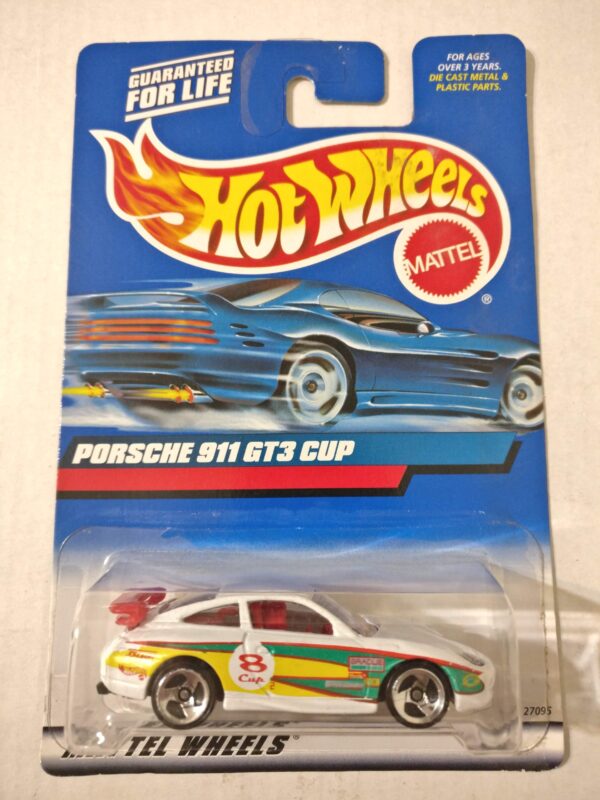 GUARANTEED
FOR LIFE
FOR AGES
OVER 3 YEARS.
DIE CAST METAL &
PLASTIC PARTS.
HOT WHEELS
MATTEL
®
PORSCHE 911 GT3 CUP
8
Cup
27095
WHEELS®